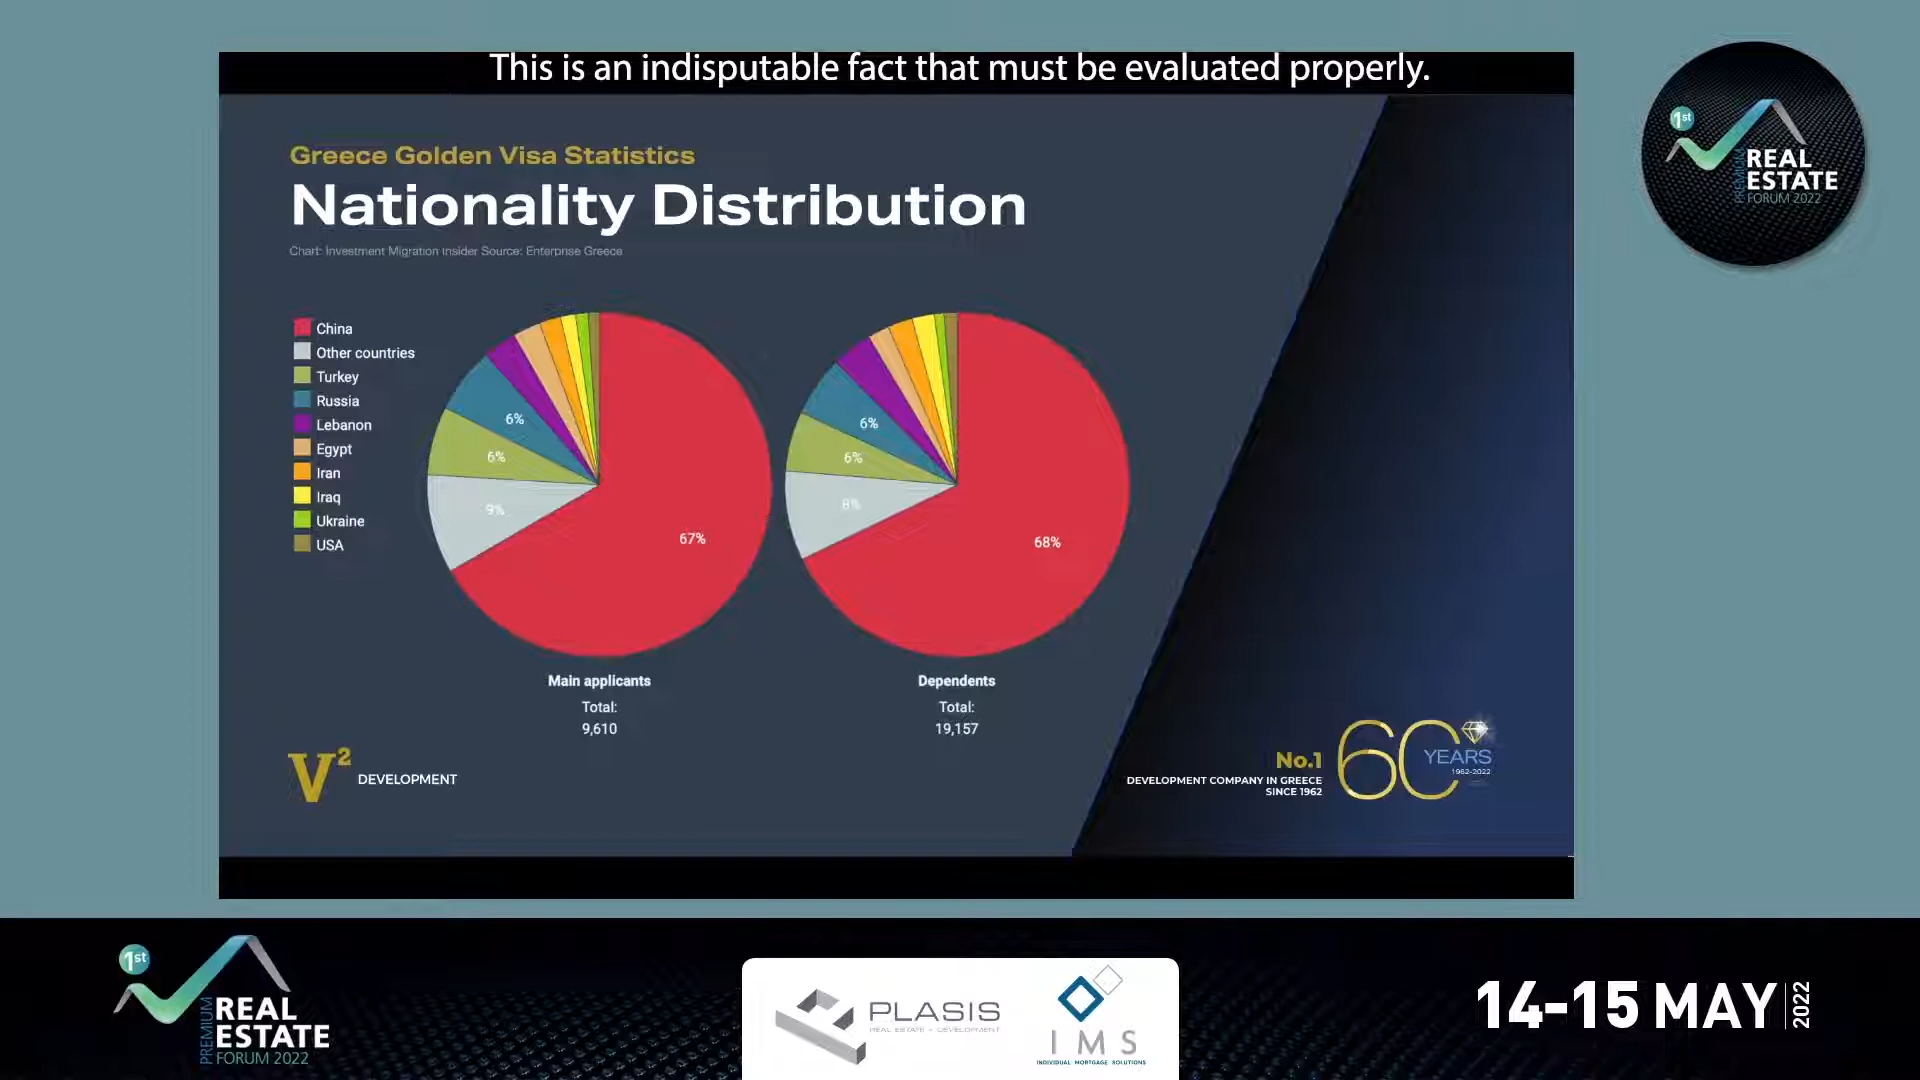 This is an indisputable fact that must be evaluated properly.
Greece Golden Visa Statistics
Nationality Distribution
Chart: Investment Migration Insider Source: Enterprise Greece
China
Other countries
Turkey
Russia
Lebanon
Egypt
Iran
Iraq
Ukraine
USA
6%
6%
9%
67%
6%
6%
8%
68%
Main applicants
Total:
9,610
Dependents
Total:
19,157
V² DEVELOPMENT
No.1
DEVELOPMENT COMPANY IN GREECE
SINCE 1962
60 YEARS
1962-2022
1st
PREMIUM
REAL
ESTATE
FORUM 2022
1st
PREMIUM
REAL
ESTATE
FORUM 2022
PLASIS
REAL ESTATE + DEVELOPMENT
IMS
INDIVIDUAL MORTGAGE SOLUTIONS
14-15 MAY 2022